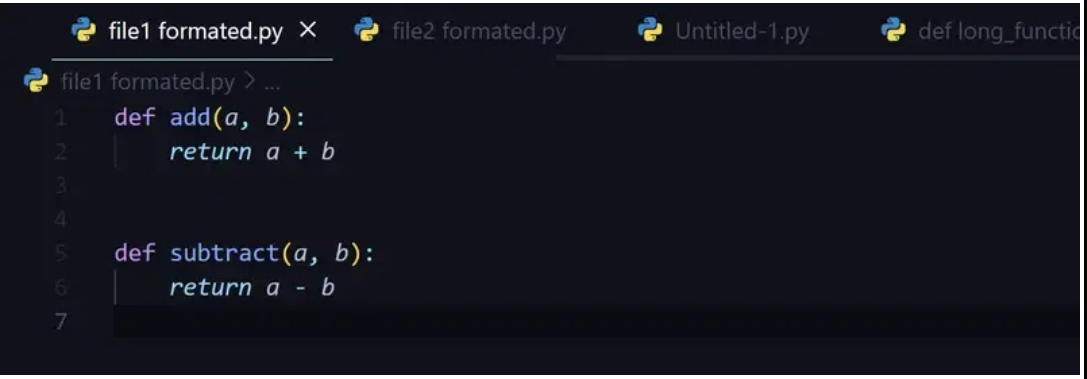 file1 formated.py × file2 formated.py Untitled-1.py def long_functio
file1 formated.py > ...
1 def add(a, b):
2     return a + b
3
4
5 def subtract(a, b):
6     return a - b
7